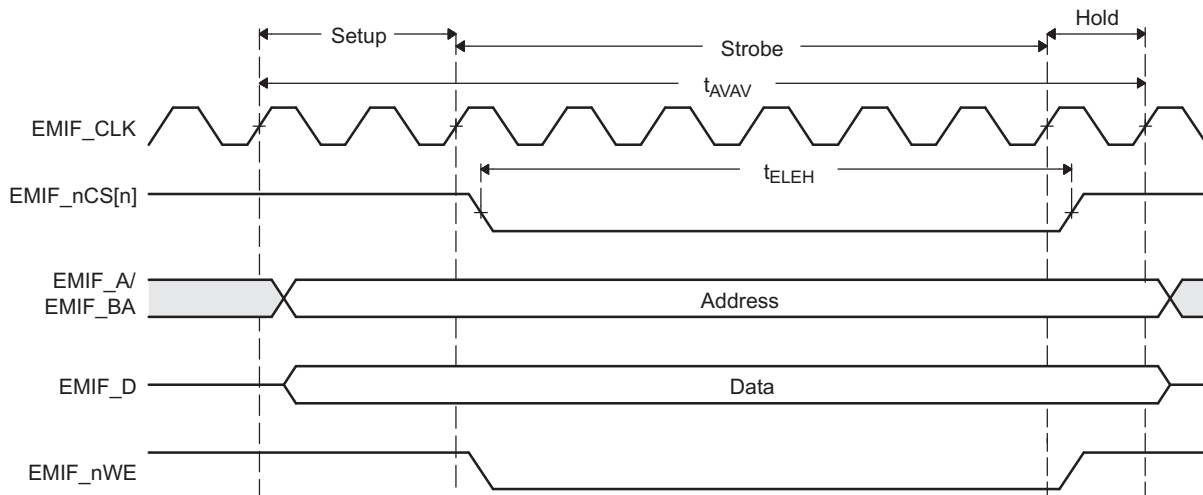 Setup
Strobe
Hold
tAVAV
EMIF_CLK
tELEH
EMIF_nCS[n]
EMIF_A/
EMIF_BA
Address
EMIF_D
Data
EMIF_nWE